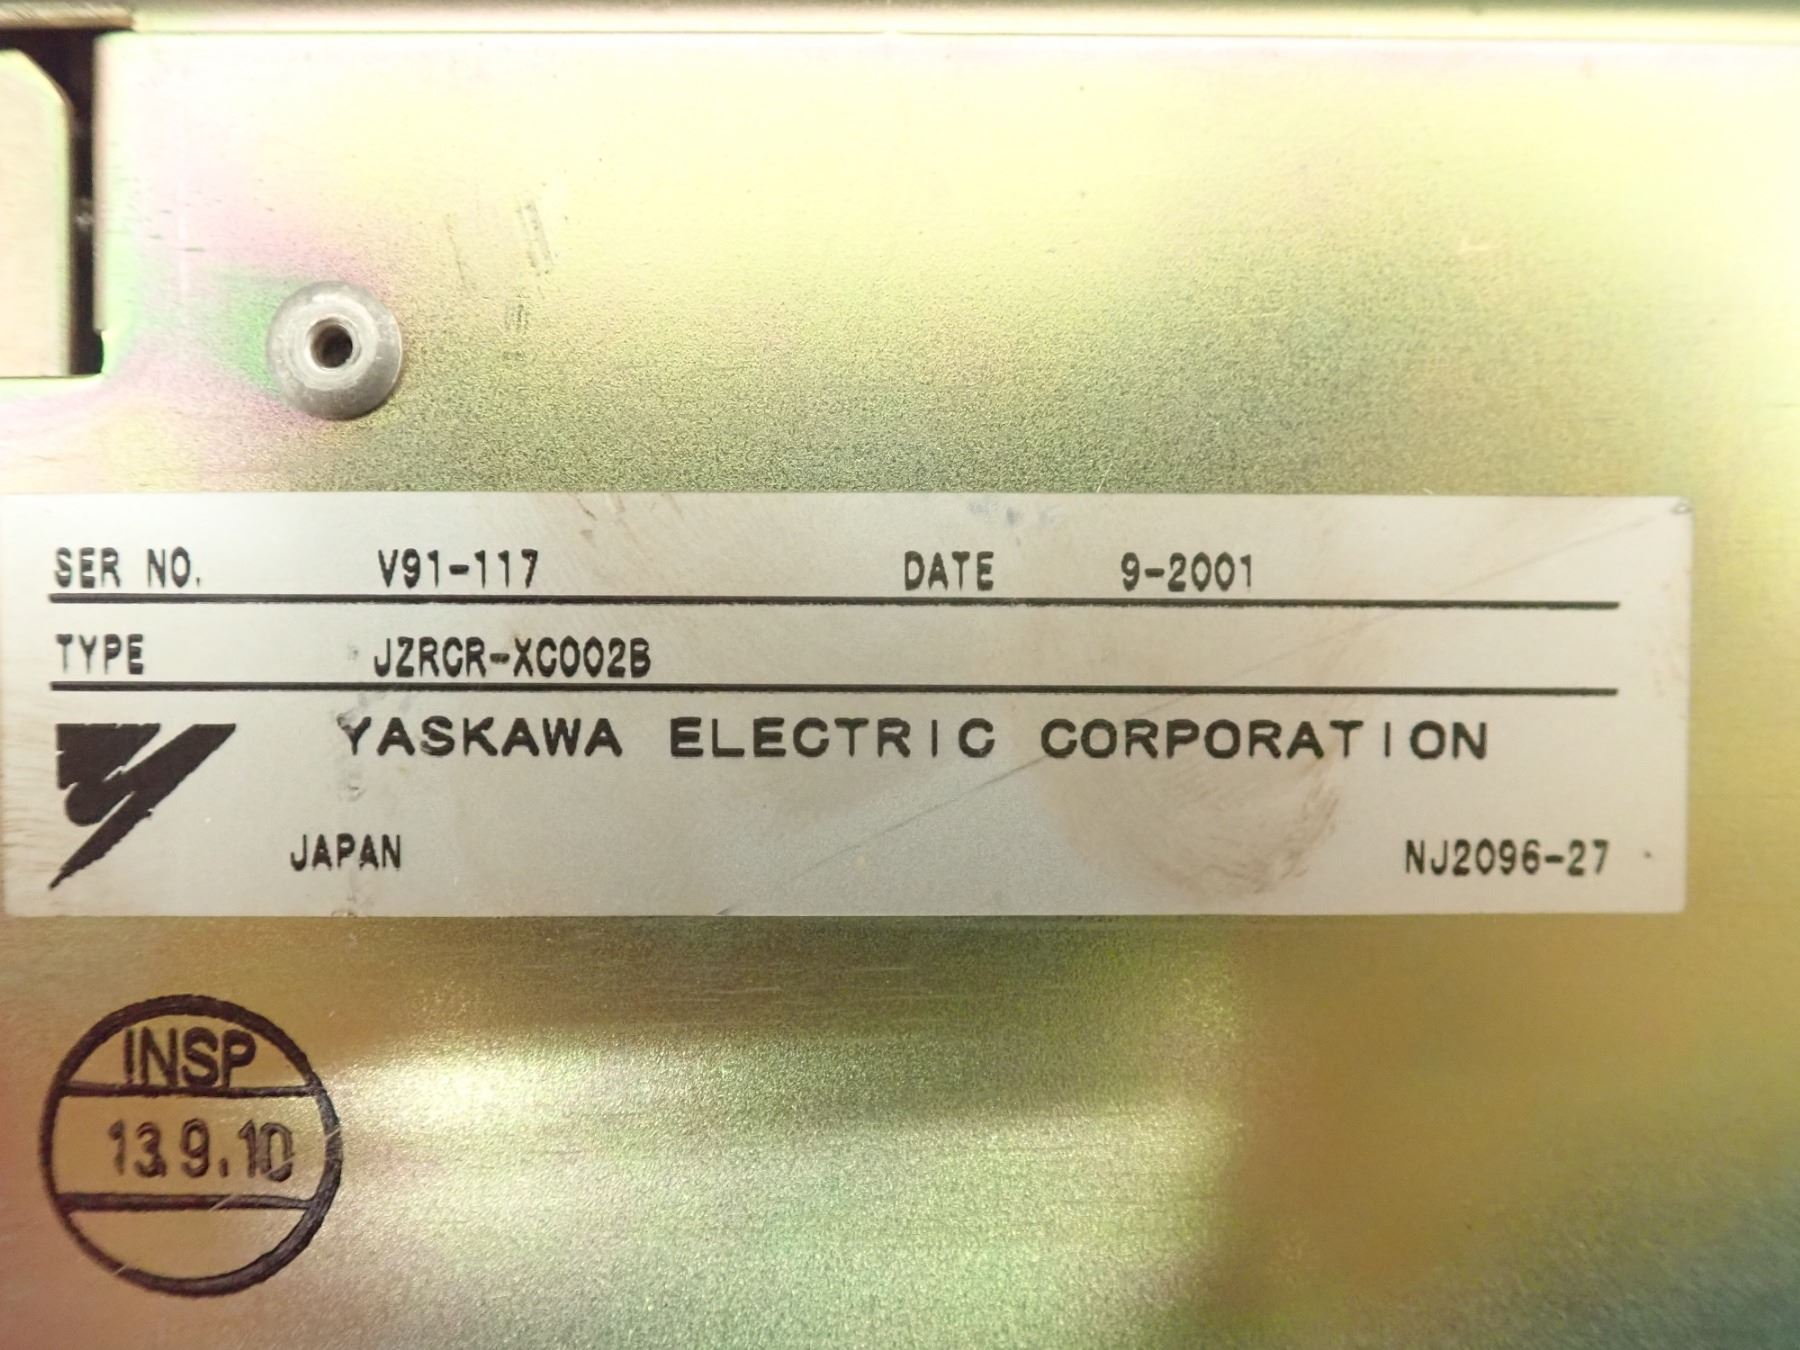 SER NO. V91-117 DATE 9-2001
TYPE JZRCR-XC002B
YASKAWA ELECTRIC CORPORATION
JAPAN NJ2096-27
INSP
13.9.10